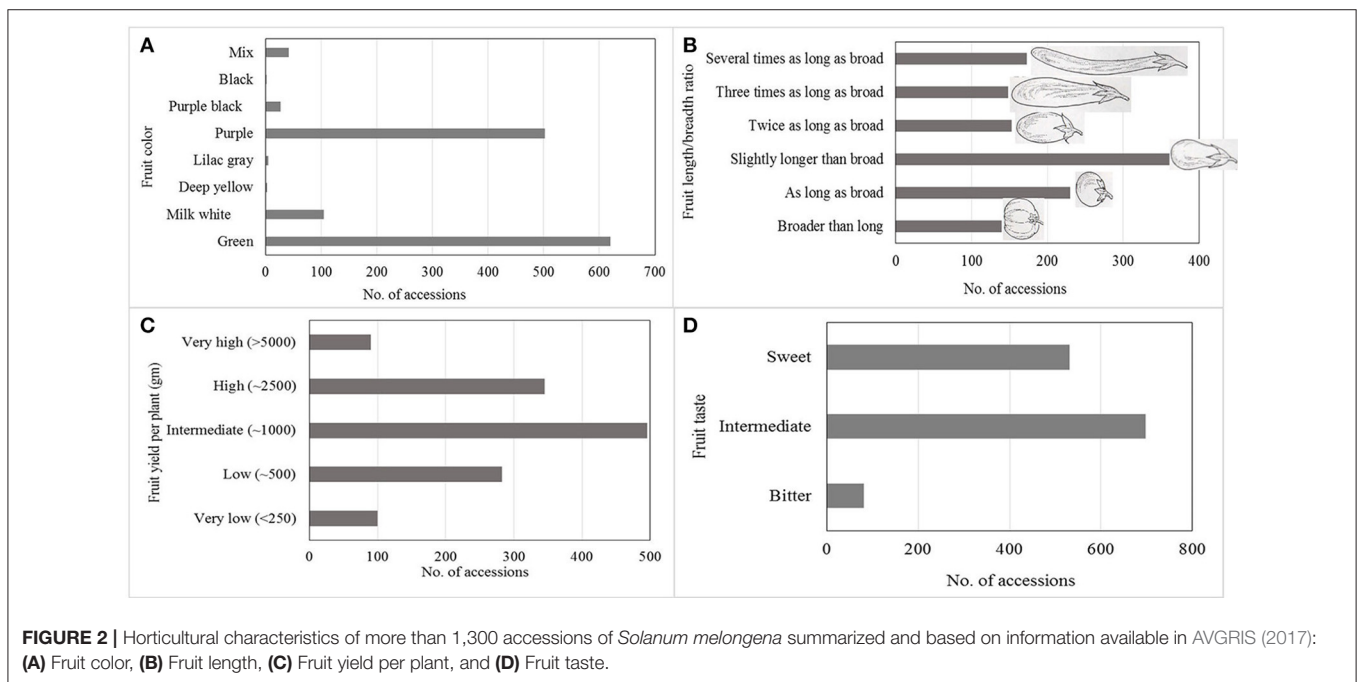 A
Fruit color
Mix
Black
Purple black
Purple
Lilac gray
Deep yellow
Milk white
Green
0 100 200 300 400 500 600 700
No. of accessions
B
Fruit length/breadth ratio
Several times as long as broad
Three times as long as broad
Twice as long as broad
Slightly longer than broad
As long as broad
Broader than long
0 100 200 300 400
No. of accessions
C
Fruit yield per plant (gm)
Very high (>5000)
High (~2500)
Intermediate (~1000)
Low (~500)
Very low (<250)
0 100 200 300 400 500
No. of accessions
D
Fruit taste
Sweet
Intermediate
Bitter
0 200 400 600 800
No. of accessions
FIGURE 2 | Horticultural characteristics of more than 1,300 accessions of Solanum melongena summarized and based on information available in AVGRIS (2017):
(A) Fruit color, (B) Fruit length, (C) Fruit yield per plant, and (D) Fruit taste.